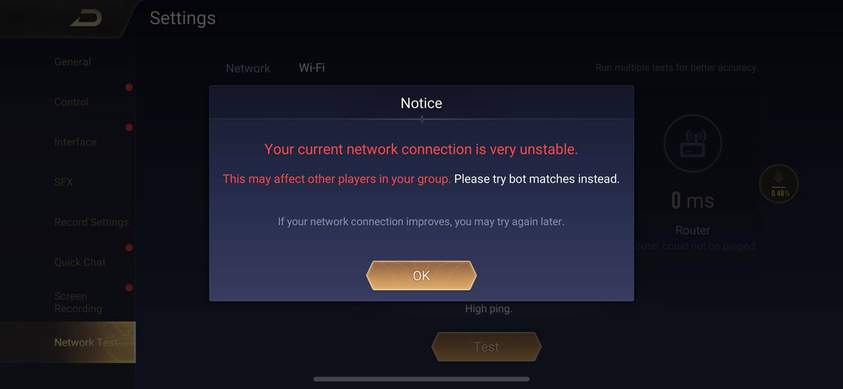 Settings
General
Control
Interface
SFX
Record Settings
Quick Chat
Screen
Recording
Network Test
Network Wi-Fi
Run multiple tests for better accuracy.
Notice
Your current network connection is very unstable.
This may affect other players in your group. Please try bot matches instead.
If your network connection improves, you may try again later.
OK
0 ms
Router
could not be pinged.
0.48%
High ping.
Test